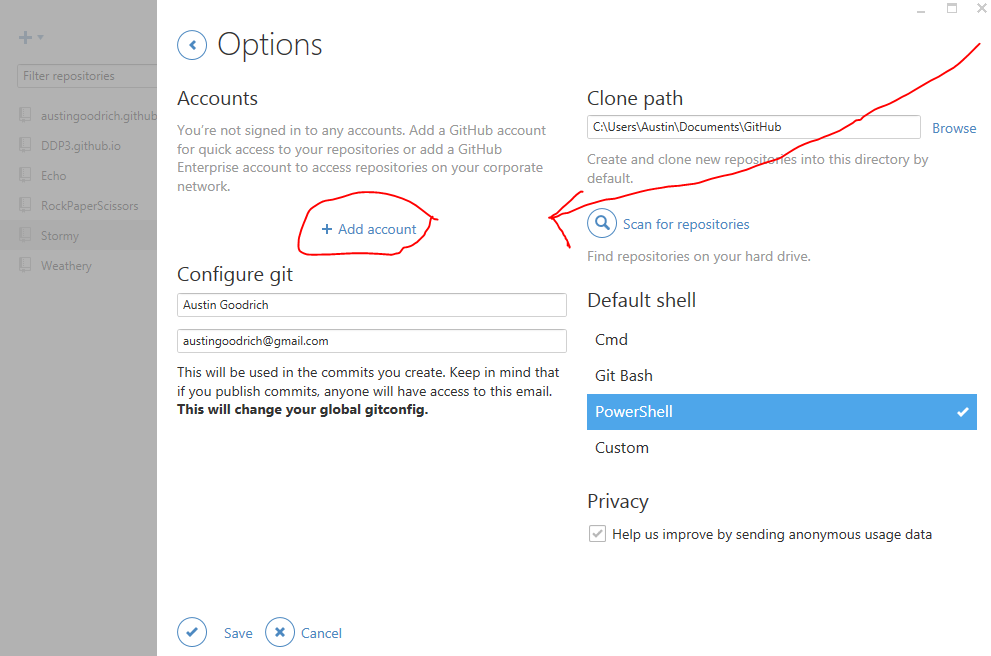 Options
Filter repositories
austingoodrich.github
DDP3.github.io
Echo
RockPaperScissors
Stormy
Weathery
Accounts
You're not signed in to any accounts. Add a GitHub account
for quick access to your repositories or add a GitHub
Enterprise account to access repositories on your corporate
network.
+ Add account
Configure git
Austin Goodrich
austingoodrich@gmail.com
This will be used in the commits you create. Keep in mind that
if you publish commits, anyone will have access to this email.
This will change your global gitconfig.
Clone path
C:\Users\Austin\Documents\GitHub
Browse
Create and clone new repositories into this directory by
default.
Scan for repositories
Find repositories on your hard drive.
Default shell
Cmd
Git Bash
PowerShell
Custom
Privacy
Help us improve by sending anonymous usage data
Save
Cancel